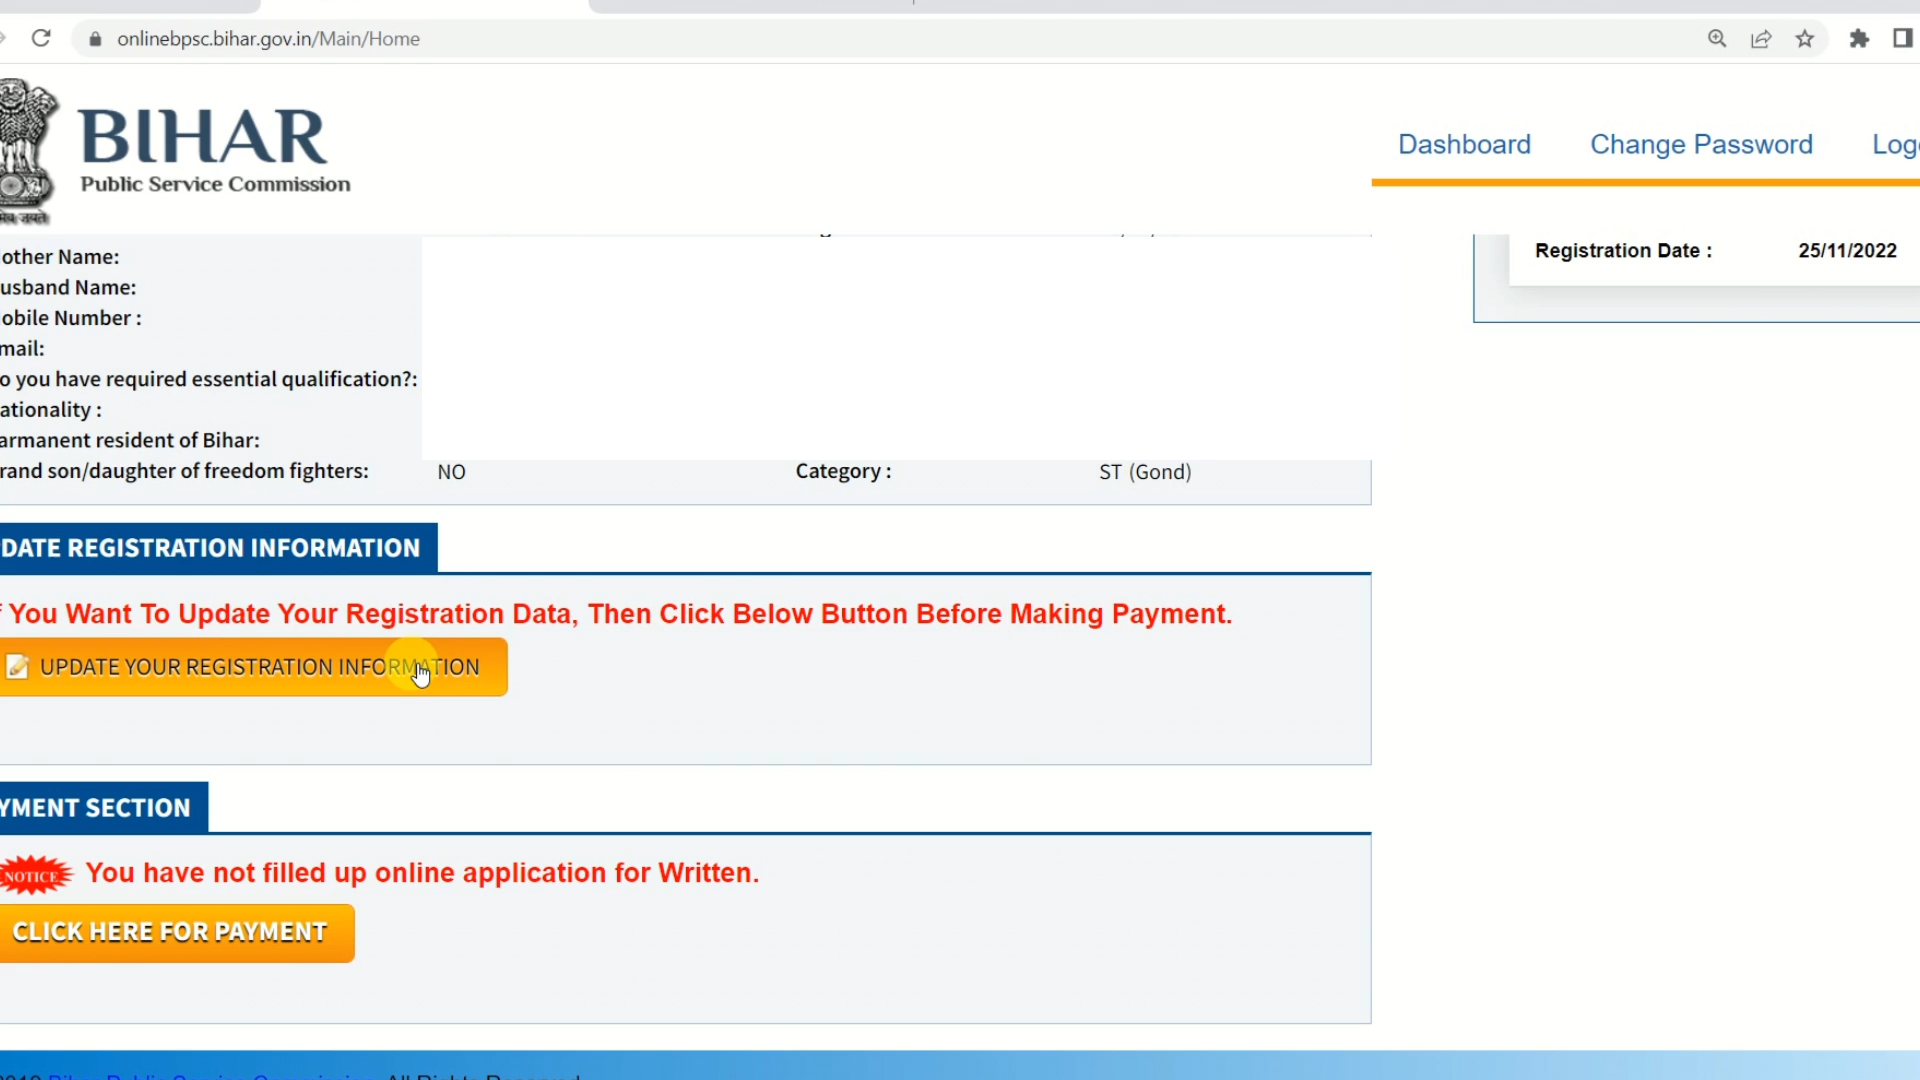 onlinebpsc.bihar.gov.in/Main/Home
BIHAR
Public Service Commission
Dashboard Change Password Log
Registration Date : 25/11/2022
other Name:
usband Name:
obile Number :
mail:
o you have required essential qualification?:
ationality :
armanent resident of Bihar:
rand son/daughter of freedom fighters: NO Category : ST (Gond)
DATE REGISTRATION INFORMATION
You Want To Update Your Registration Data, Then Click Below Button Before Making Payment.
UPDATE YOUR REGISTRATION INFORMATION
YMENT SECTION
NOTICE You have not filled up online application for Written.
CLICK HERE FOR PAYMENT